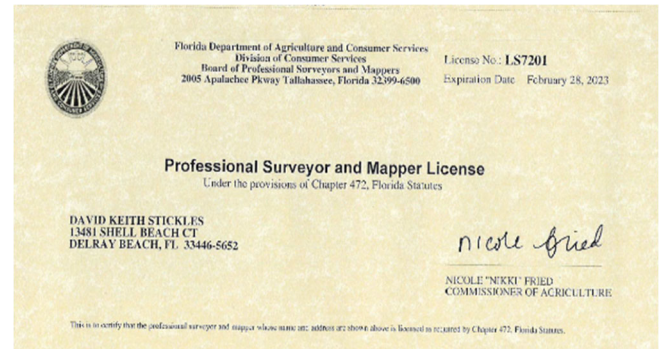 Florida Department of Agriculture and Consumer Services
Division of Consumer Services
Board of Professional Surveyors and Mappers
2005 Apalachee Pkway Tallahassee, Florida 32399-6500
License No.: LS7201
Expiration Date February 28, 2023
Professional Surveyor and Mapper License
Under the provisions of Chapter 472, Florida Statutes
DAVID KEITH STICKLES
13481 SHELL BEACH CT
DELRAY BEACH, FL 33446-5652
Nicole Fried
NICOLE "NIKKI" FRIED
COMMISSIONER OF AGRICULTURE
This is to certify that the professional surveyor and mapper whose name and address are shown above is licensed as required by Chapter 472, Florida Statutes.